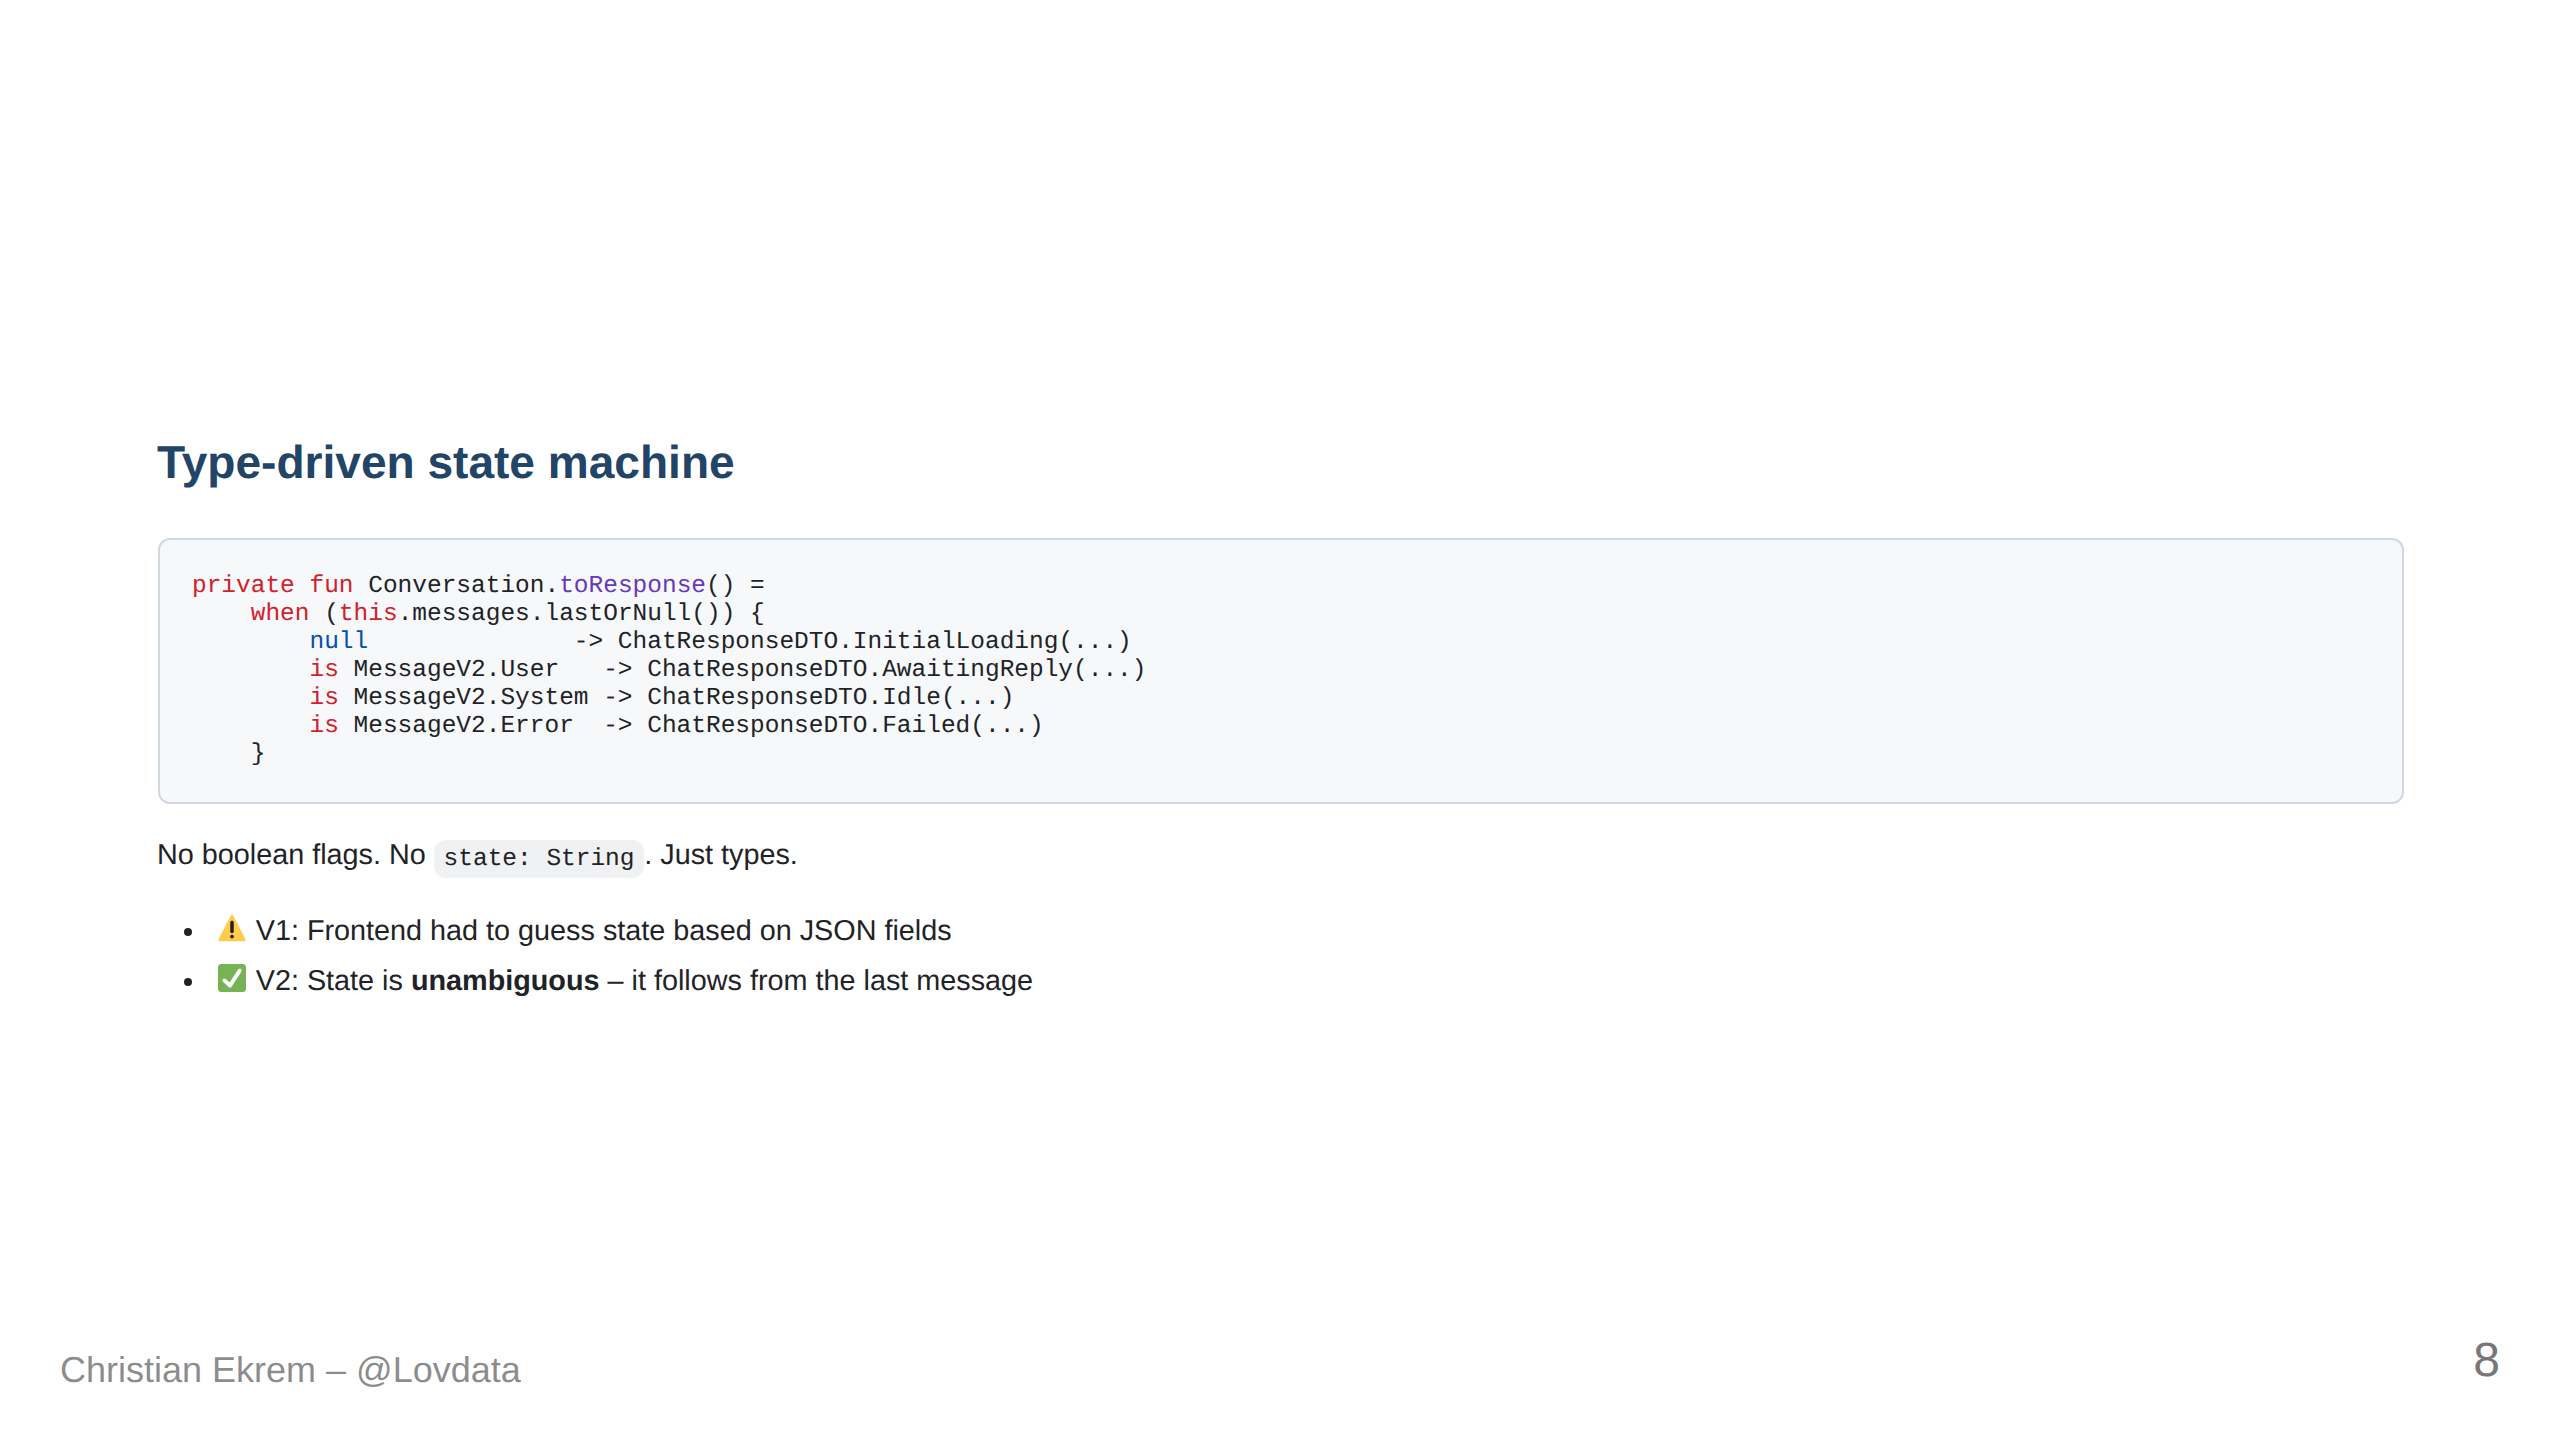 Type-driven state machine
private fun Conversation.toResponse() =
    when (this.messages.lastOrNull()) {
        null              -> ChatResponseDTO.InitialLoading(...)
        is MessageV2.User   -> ChatResponseDTO.AwaitingReply(...)
        is MessageV2.System -> ChatResponseDTO.Idle(...)
        is MessageV2.Error  -> ChatResponseDTO.Failed(...)
    }
No boolean flags. No state: String. Just types.
• ⚠️ V1: Frontend had to guess state based on JSON fields
• ✅ V2: State is unambiguous – it follows from the last message
Christian Ekrem – @Lovdata
8